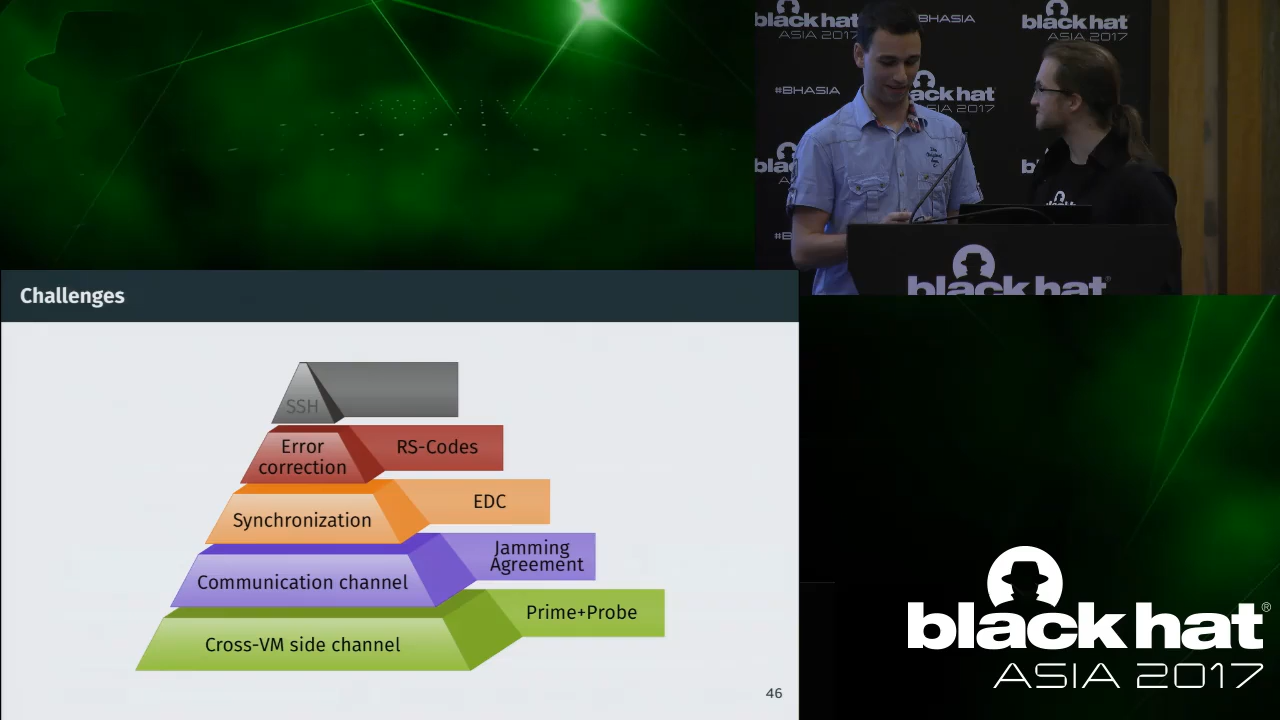 black hat
ASIA 2017
#BHASIA
black hat
ASIA 2017
#BHASIA
black hat
ASIA 2017
black hat
Challenges
SSH
Error
correction
RS-Codes
Synchronization
EDC
Communication channel
Jamming
Agreement
Cross-VM side channel
Prime+Probe
46
black hat®
ASIA 2017